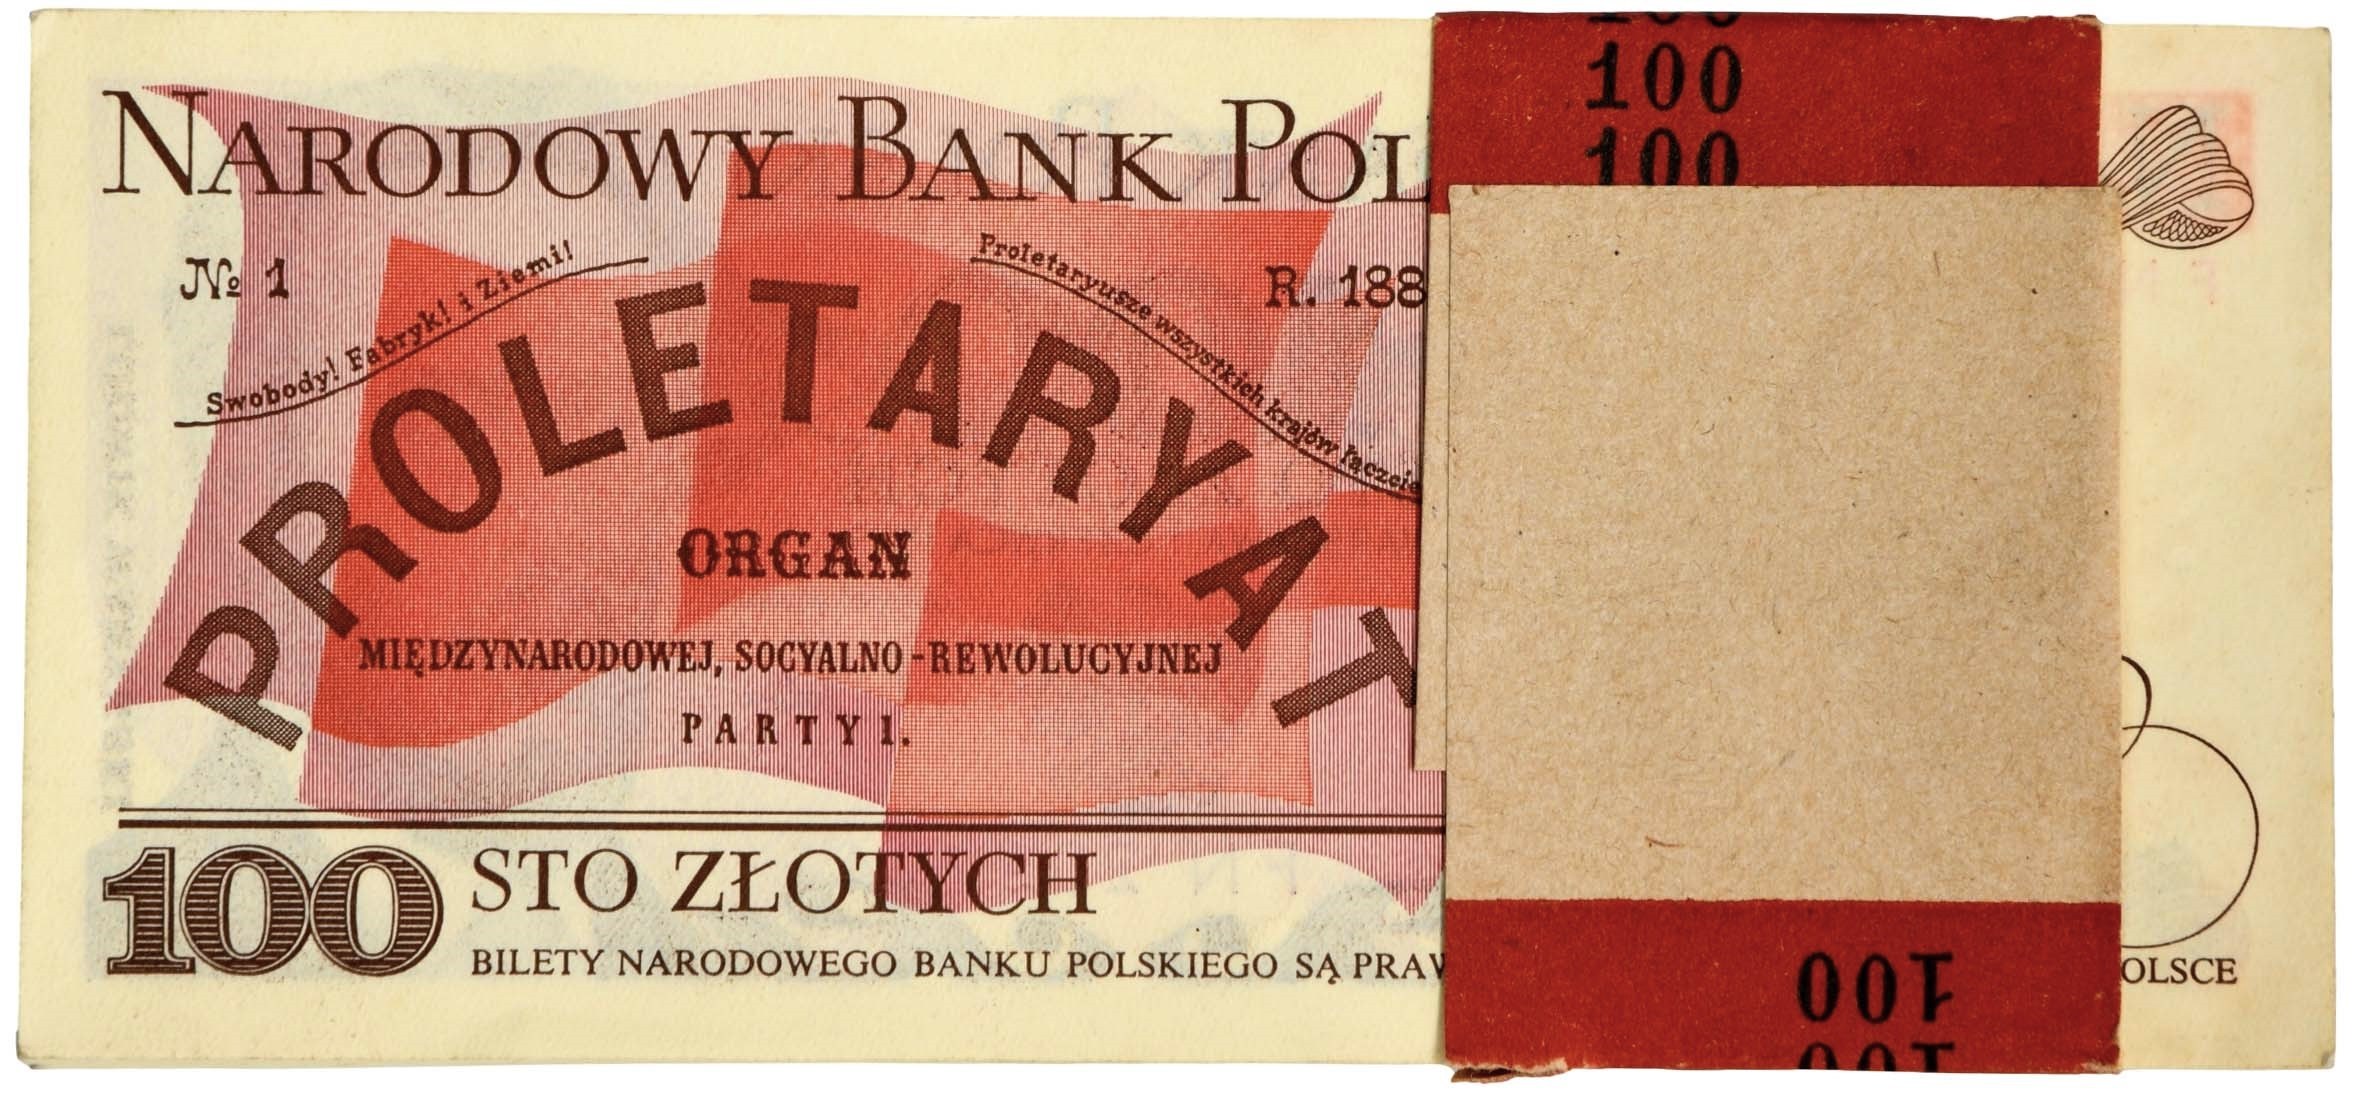 NARODOWY BANK POL
100
100
100
№ 1
Swobody! Fabryk! i Ziemi!
Proletaryusze wszystkich krajów łączcie
R. 188
PROLETARYAT
ORGAN
MIĘDZYNARODOWEJ, SOCYALNO-REWOLUCYJNEJ
PARTYI.
100 STO ZŁOTYCH
BILETY NARODOWEGO BANKU POLSKIEGO SĄ PRAW
OLSCE
100
100